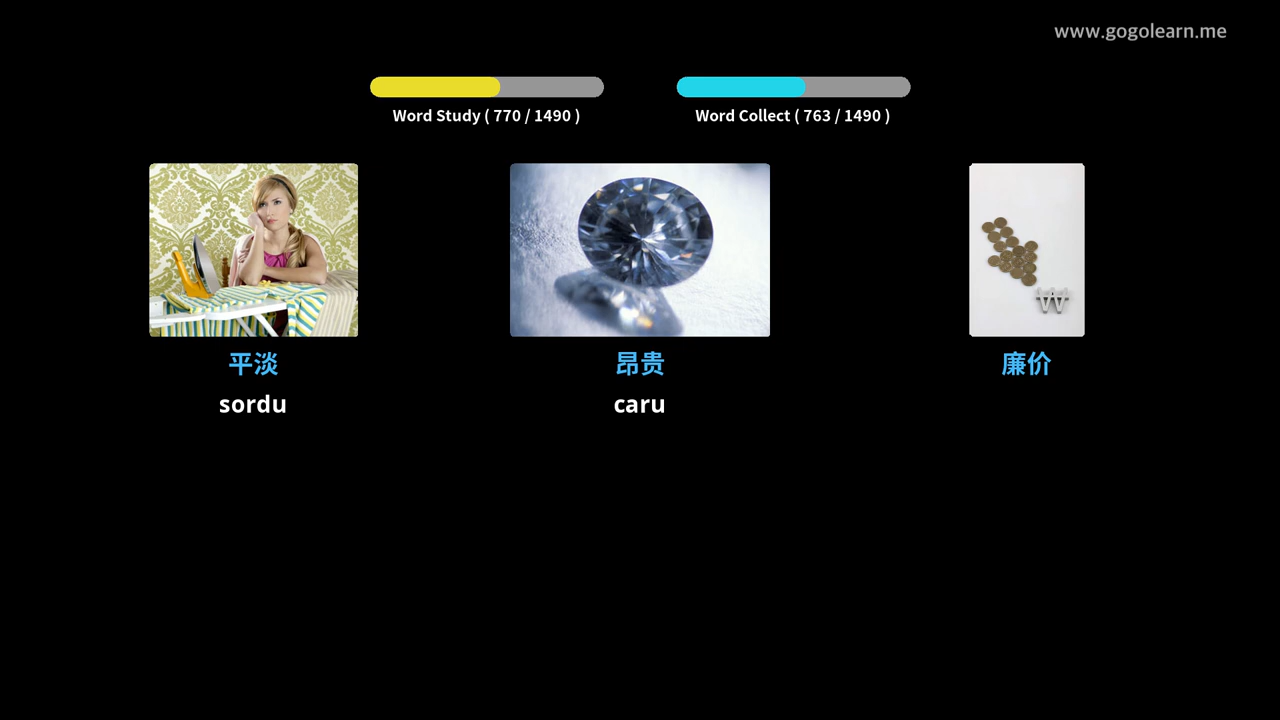 www.gogolearn.me
Word Study ( 770 / 1490 )
Word Collect ( 763 / 1490 )
平淡
昂贵
廉价
sordu
caru
₩